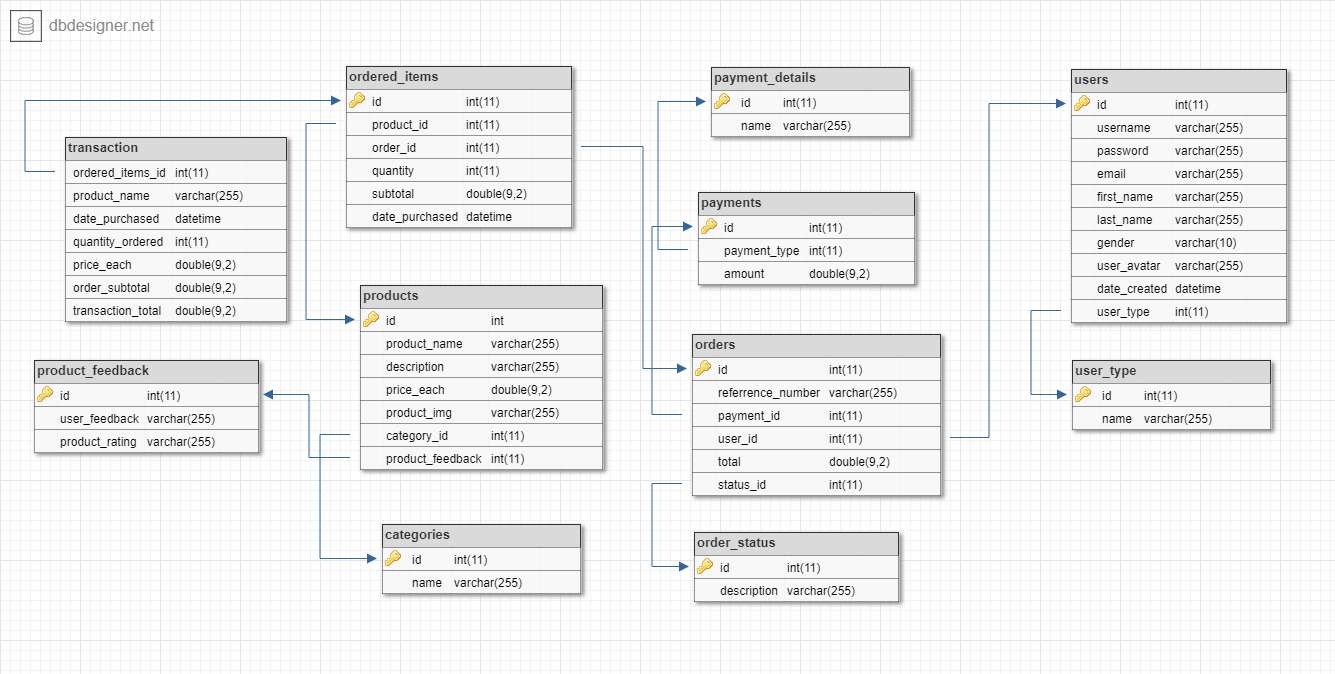 dbdesigner.net
ordered_items
id int(11)
product_id int(11)
order_id int(11)
quantity int(11)
subtotal double(9,2)
date_purchased datetime
payment_details
id int(11)
name varchar(255)
users
id int(11)
username varchar(255)
password varchar(255)
email varchar(255)
first_name varchar(255)
last_name varchar(255)
gender varchar(10)
user_avatar varchar(255)
date_created datetime
user_type int(11)
transaction
ordered_items_id int(11)
product_name varchar(255)
date_purchased datetime
quantity_ordered int(11)
price_each double(9,2)
order_subtotal double(9,2)
transaction_total double(9,2)
payments
id int(11)
payment_type int(11)
amount double(9,2)
products
id int
product_name varchar(255)
description varchar(255)
price_each double(9,2)
product_img varchar(255)
category_id int(11)
product_feedback int(11)
orders
id int(11)
referrence_number varchar(255)
payment_id int(11)
user_id int(11)
total double(9,2)
status_id int(11)
product_feedback
id int(11)
user_feedback varchar(255)
product_rating varchar(255)
user_type
id int(11)
name varchar(255)
categories
id int(11)
name varchar(255)
order_status
id int(11)
description varchar(255)